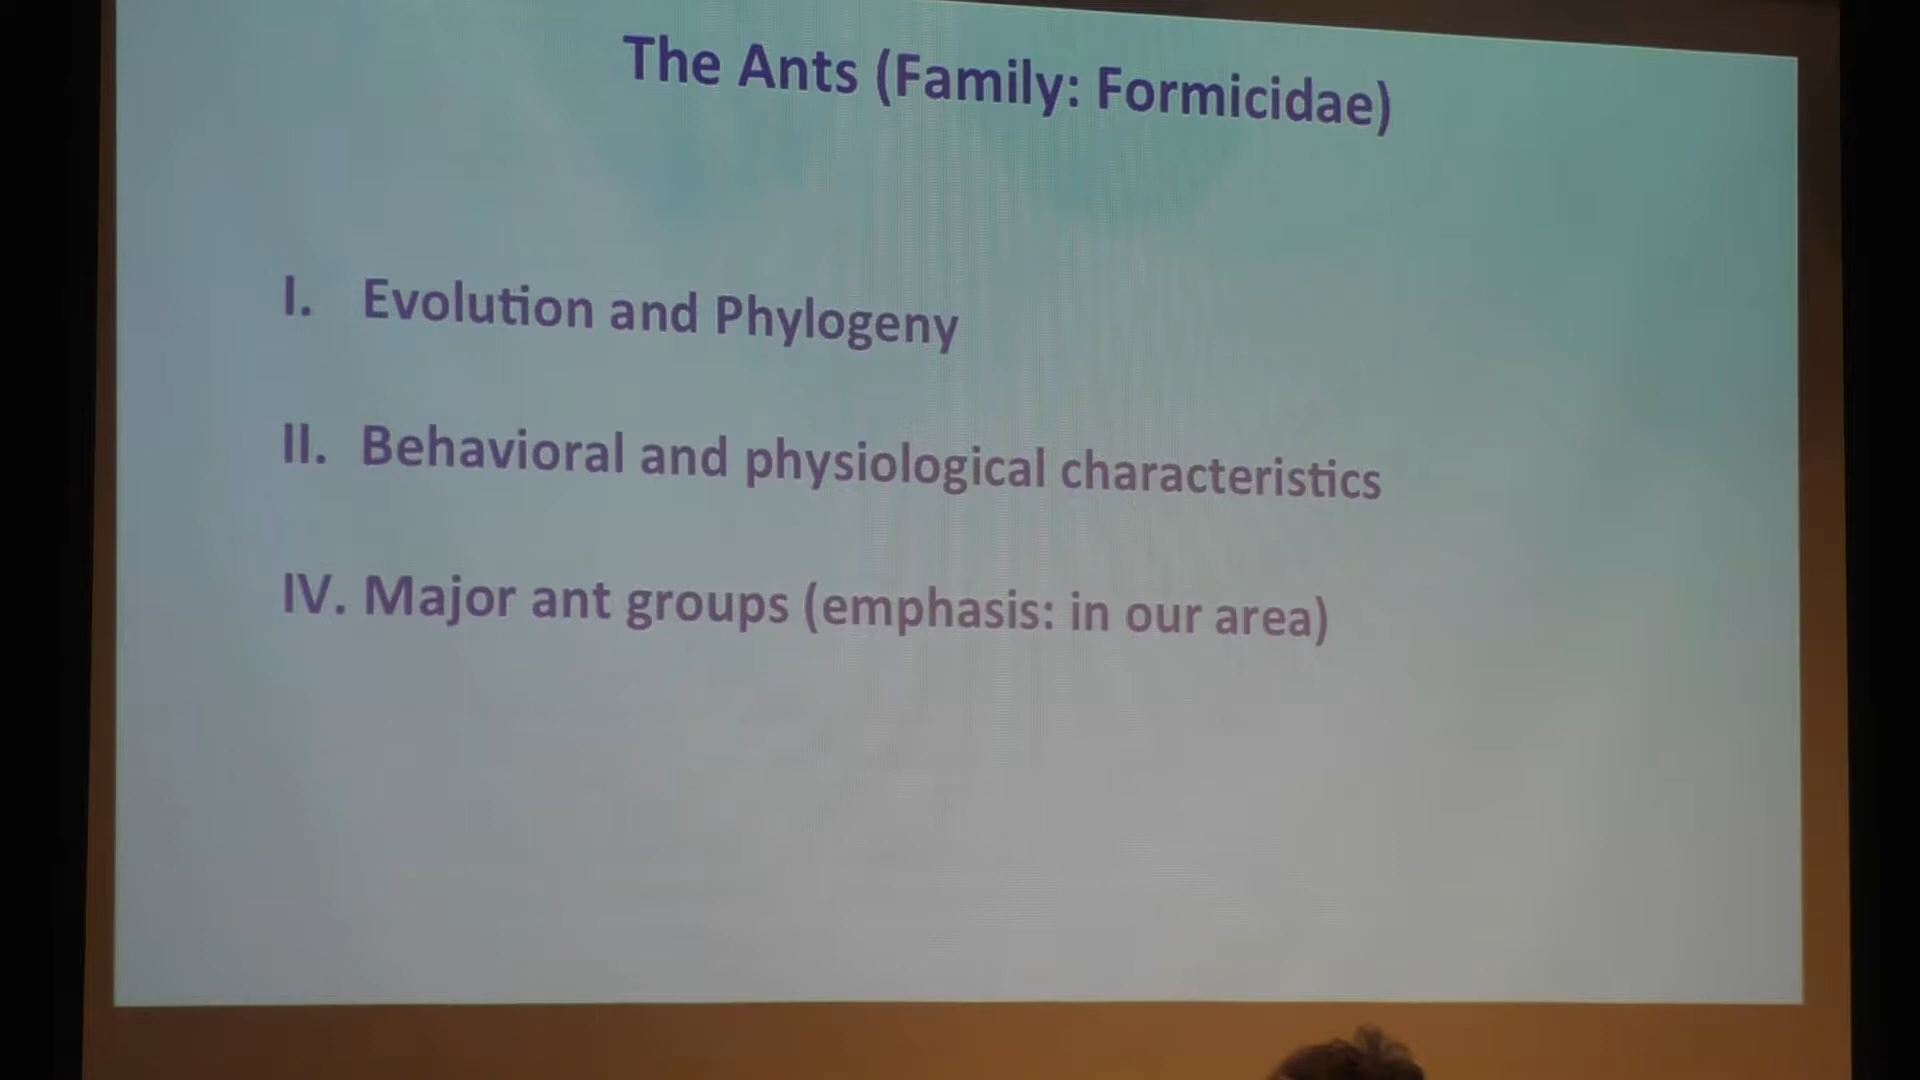 The Ants (Family: Formicidae)
I. Evolution and Phylogeny
II. Behavioral and physiological characteristics
IV. Major ant groups (emphasis: in our area)